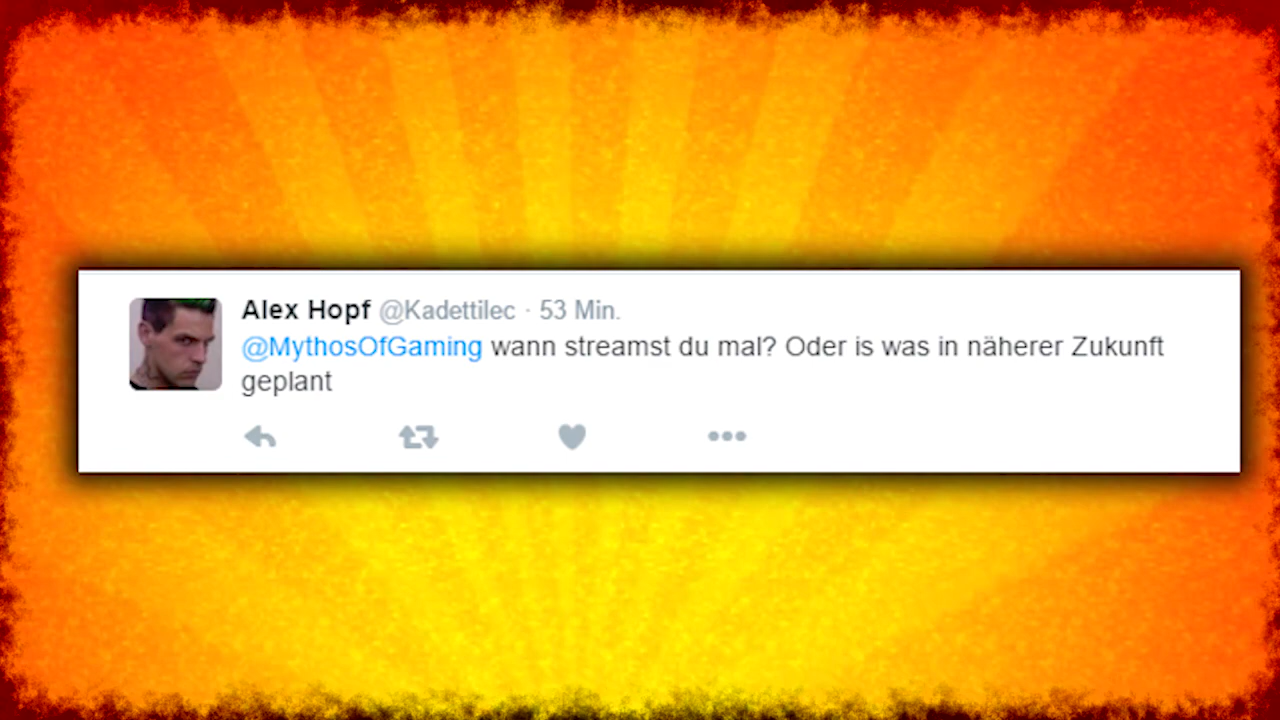 Alex Hopf @Kadettilec · 53 Min.
@MythosOfGaming wann streamst du mal? Oder is was in näherer Zukunft
geplant